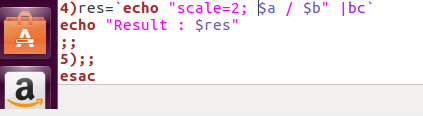 4)res=`echo "scale=2; $a / $b" |bc`
echo "Result : $res"
;;
5);;
esac